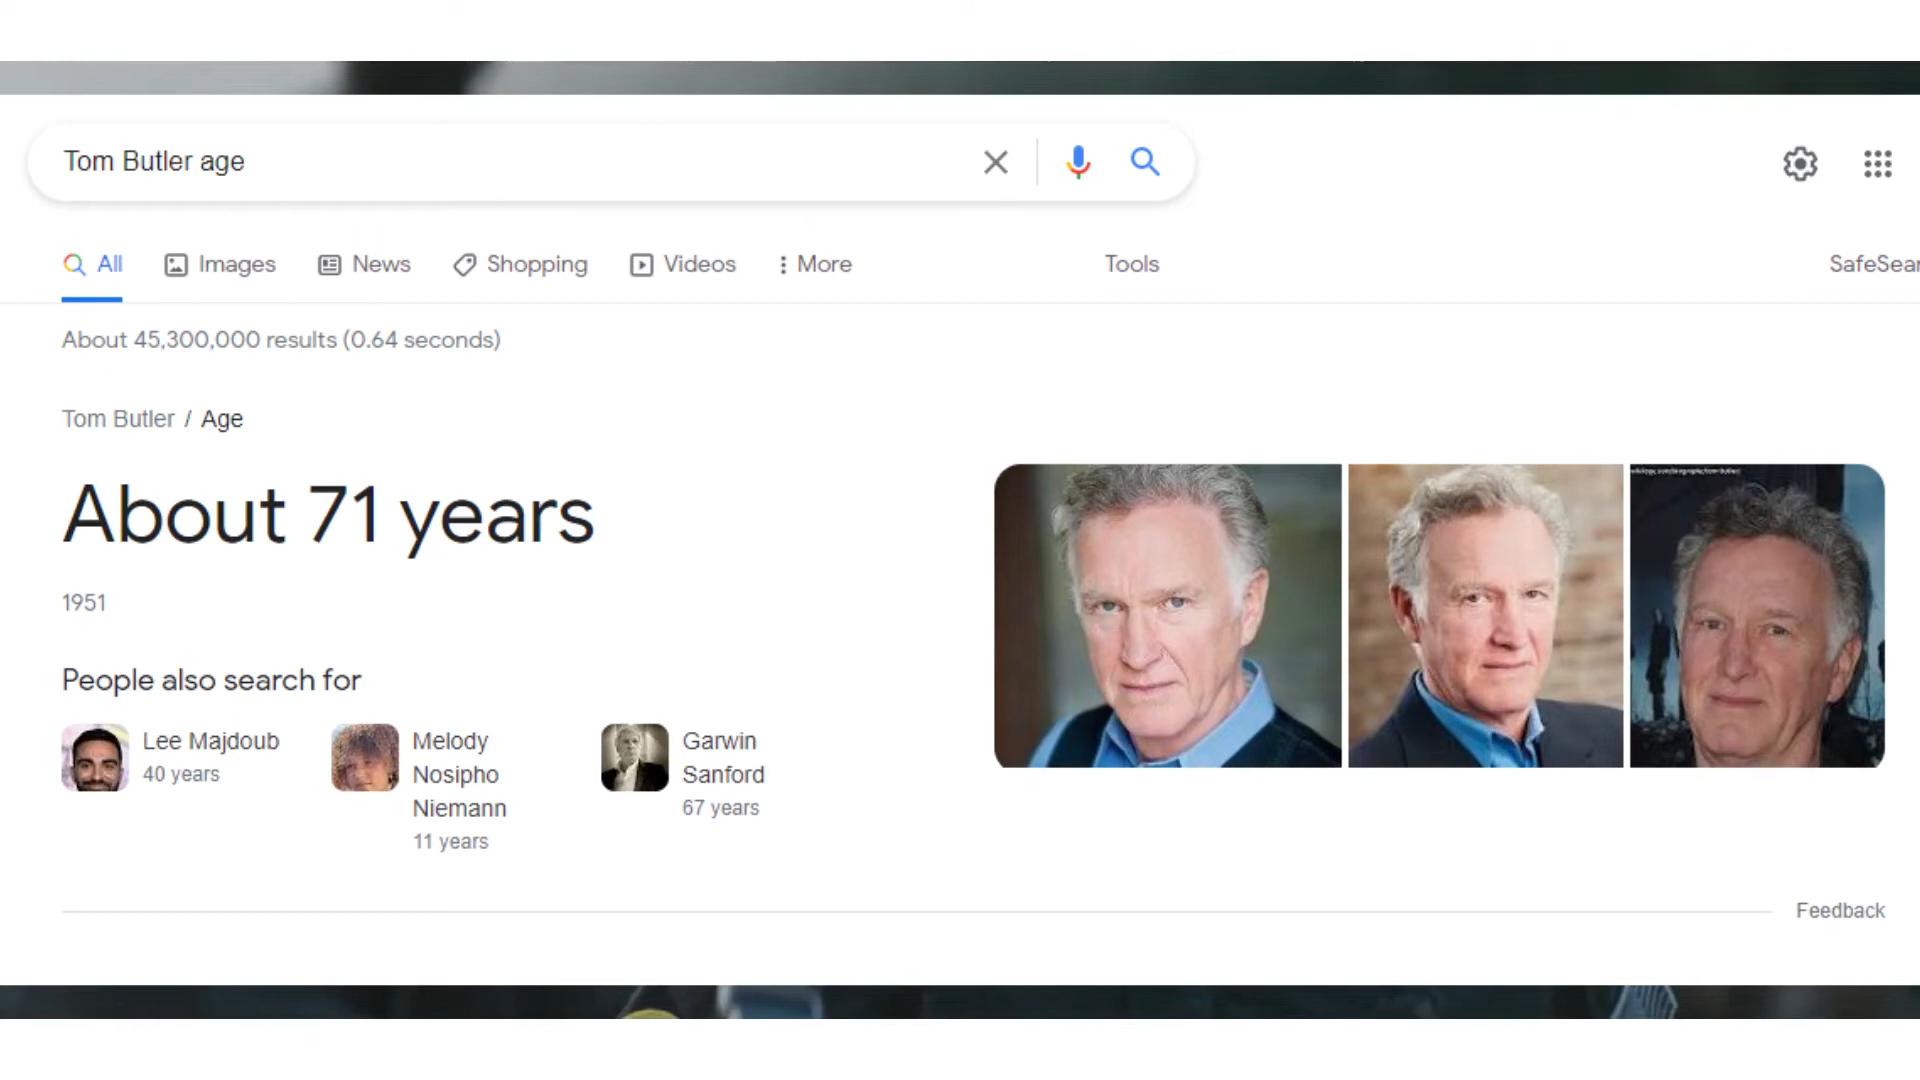 Tom Butler age
All Images News Shopping Videos More Tools SafeSear
About 45,300,000 results (0.64 seconds)
Tom Butler / Age
About 71 years
1951
People also search for
Lee Majdoub
40 years
Melody
Nosipho
Niemann
11 years
Garwin
Sanford
67 years
Feedback